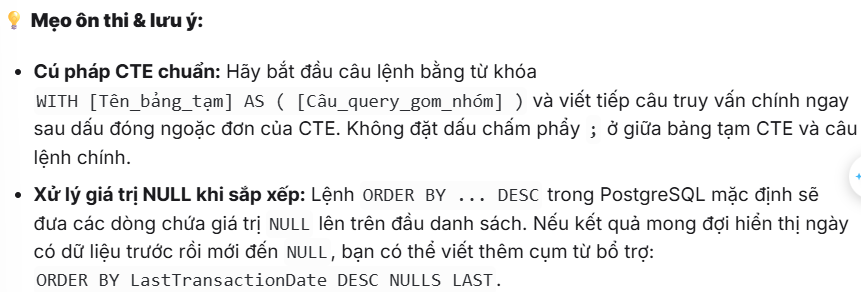 💡 Mẹo ôn thi & lưu ý:
• Cú pháp CTE chuẩn: Hãy bắt đầu câu lệnh bằng từ khóa
WITH [Tên_bảng_tạm] AS ( [Câu_query_gom_nhóm] ) và viết tiếp câu truy vấn chính ngay
sau dấu đóng ngoặc đơn của CTE. Không đặt dấu chấm phẩy ; ở giữa bảng tạm CTE và câu
lệnh chính.
• Xử lý giá trị NULL khi sắp xếp: Lệnh ORDER BY ... DESC trong PostgreSQL mặc định sẽ
đưa các dòng chứa giá trị NULL lên trên đầu danh sách. Nếu kết quả mong đợi hiển thị ngày
có dữ liệu trước rồi mới đến NULL, bạn có thể viết thêm cụm từ bổ trợ:
ORDER BY LastTransactionDate DESC NULLS LAST.